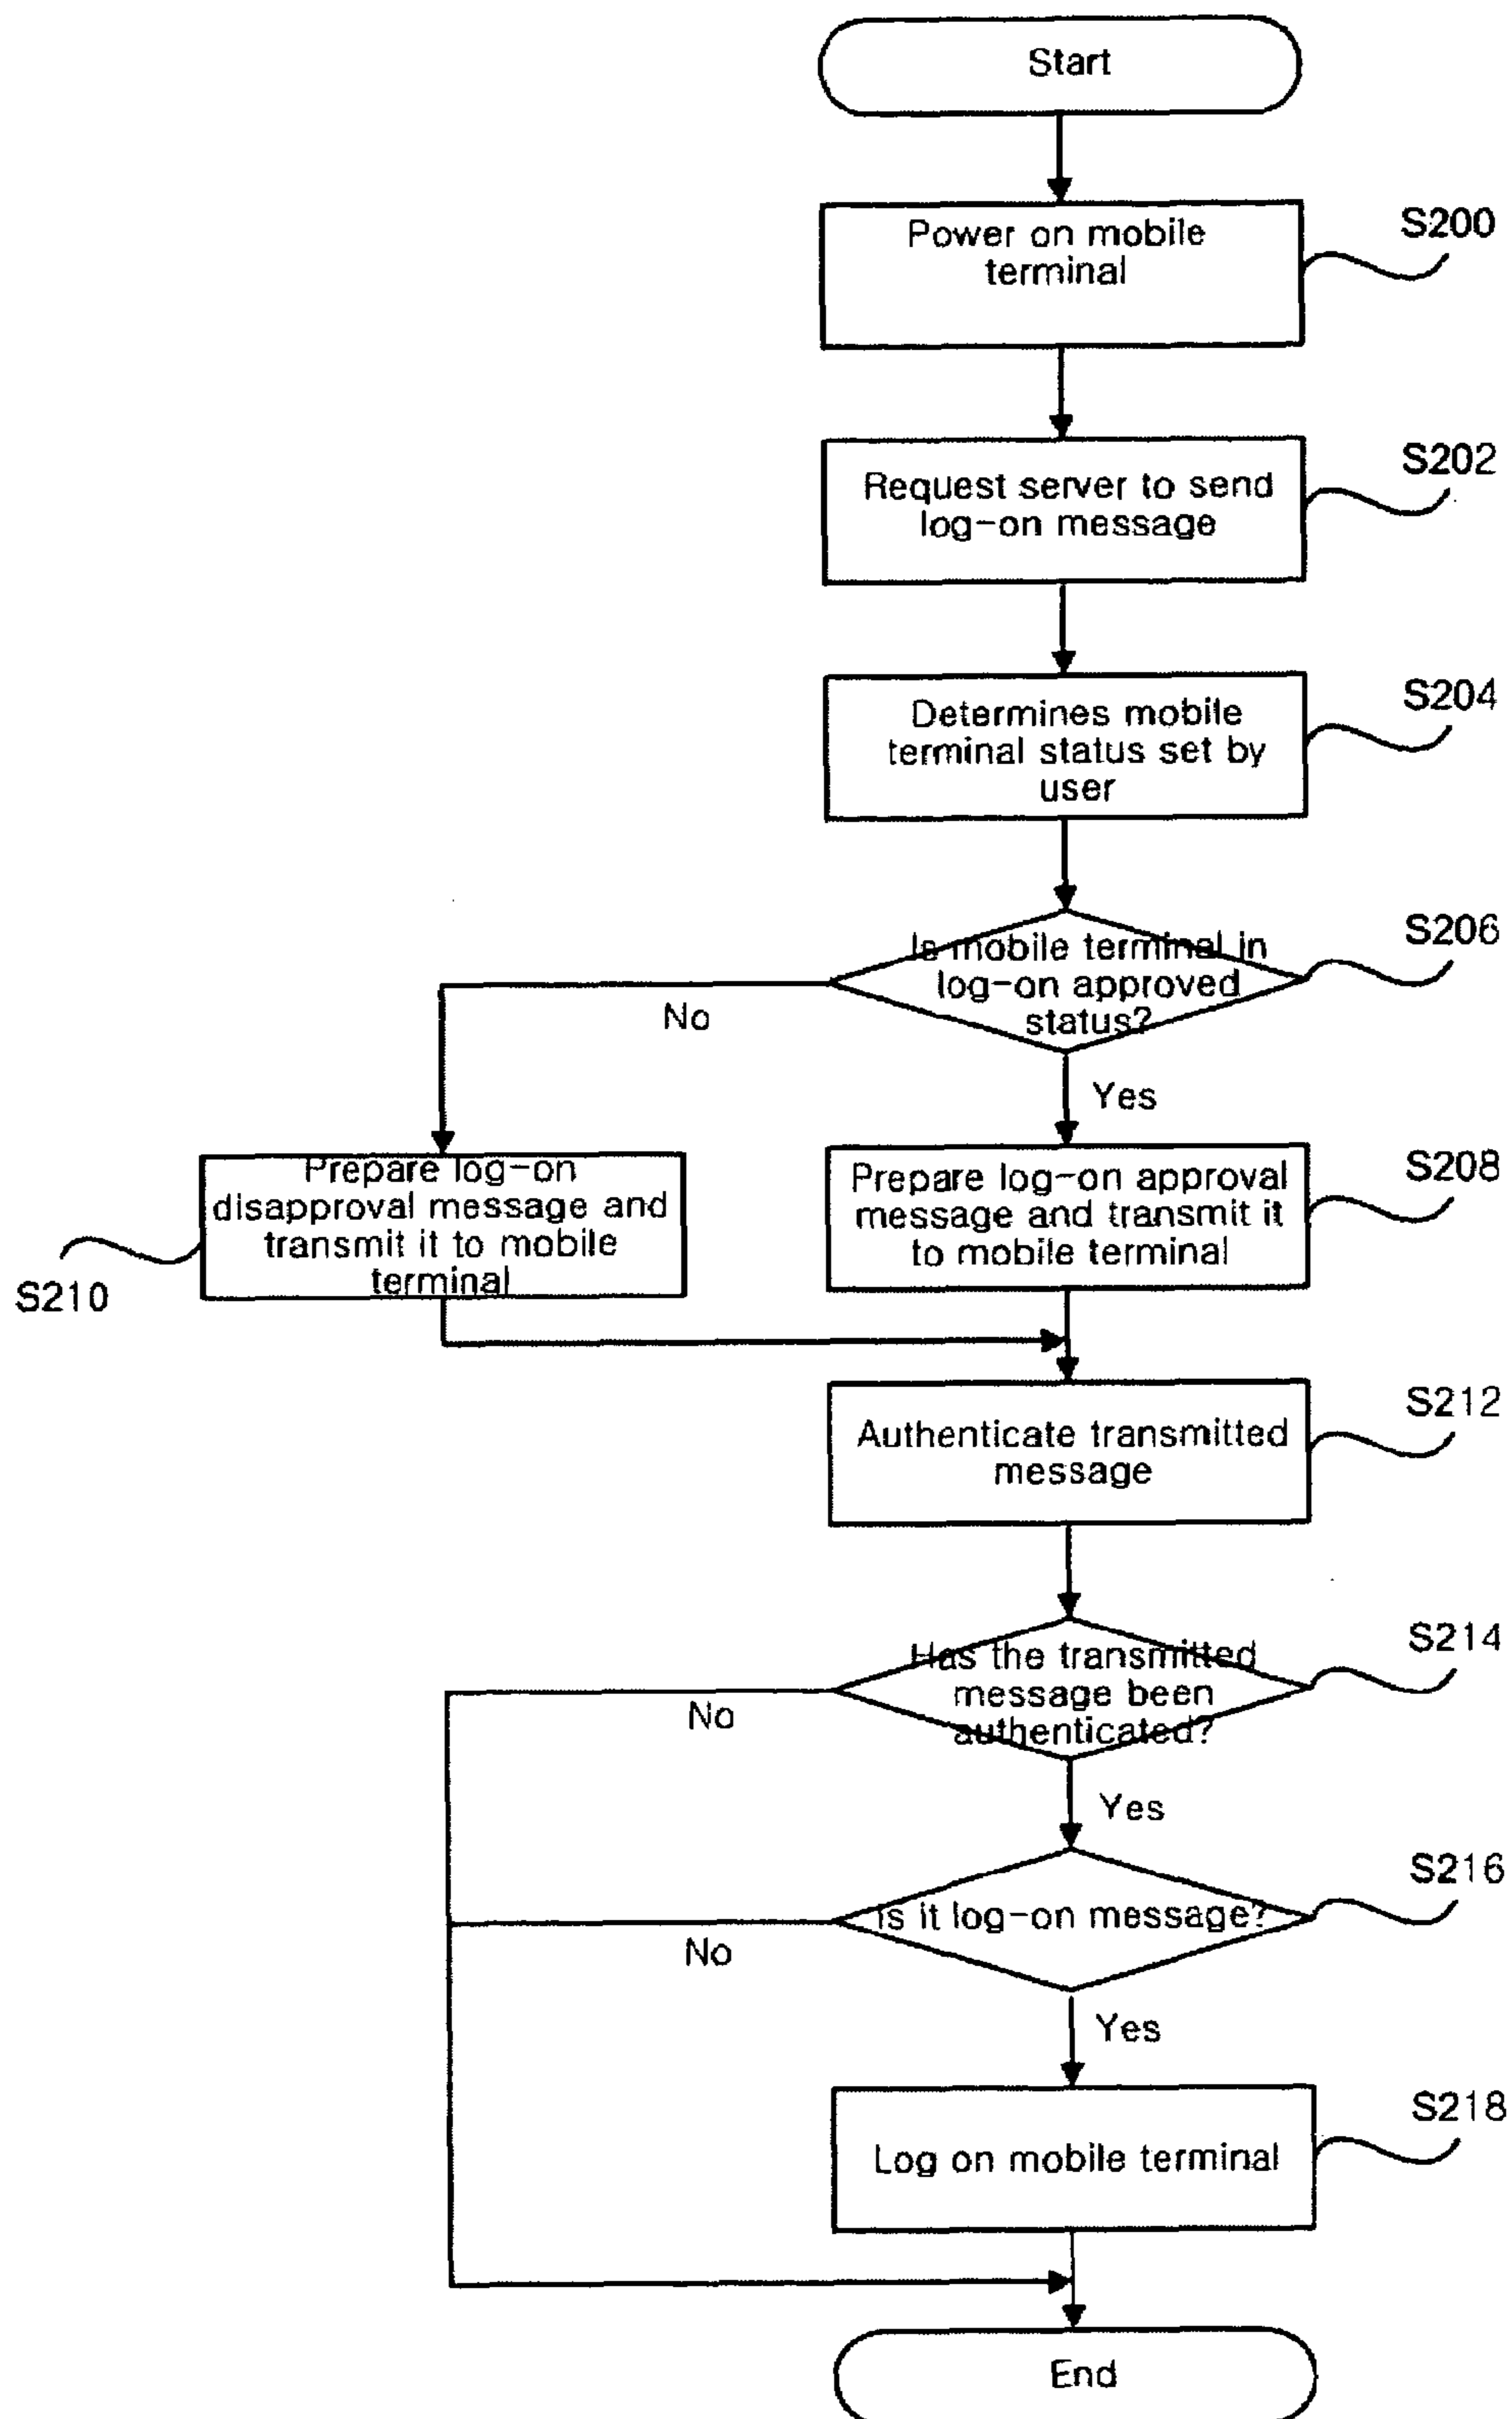 Start
Power on mobile
terminal
S200
Request server to send
log-on message
S202
Determines mobile
terminal status set by
user
S204
Is mobile terminal in
log-on approved
status?
S206
No
Yes
Prepare log-on
disapproval message and
transmit it to mobile
terminal
S210
Prepare log-on approval
message and transmit it
to mobile terminal
S208
Authenticate transmitted
message
S212
Has the transmitted
message been
authenticated?
S214
No
Yes
Is it log-on message?
S216
No
Yes
Log on mobile terminal
S218
End